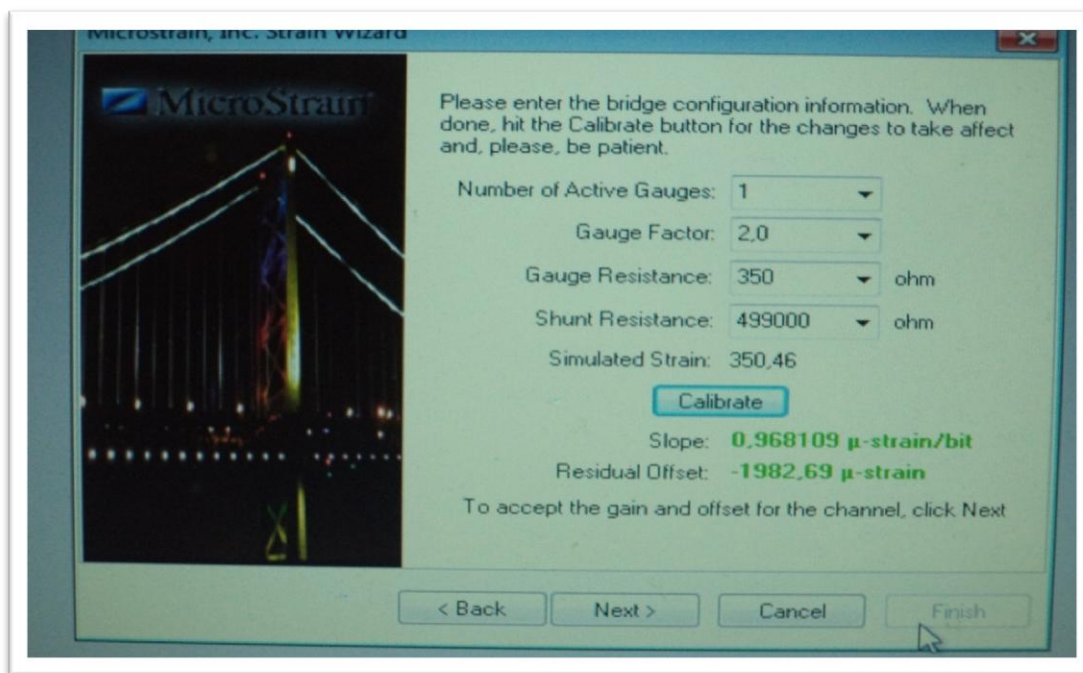 Microstrain, Inc. Strain Wizard
MicroStrain
Please enter the bridge configuration information. When
done, hit the Calibrate button for the changes to take affect
and, please, be patient.
Number of Active Gauges: 1
Gauge Factor: 2,0
Gauge Resistance: 350 ohm
Shunt Resistance: 499000 ohm
Simulated Strain: 350,46
Calibrate
Slope: 0,968109 µ-strain/bit
Residual Offset: -1982,69 µ-strain
To accept the gain and offset for the channel, click Next
< Back Next > Cancel Finish